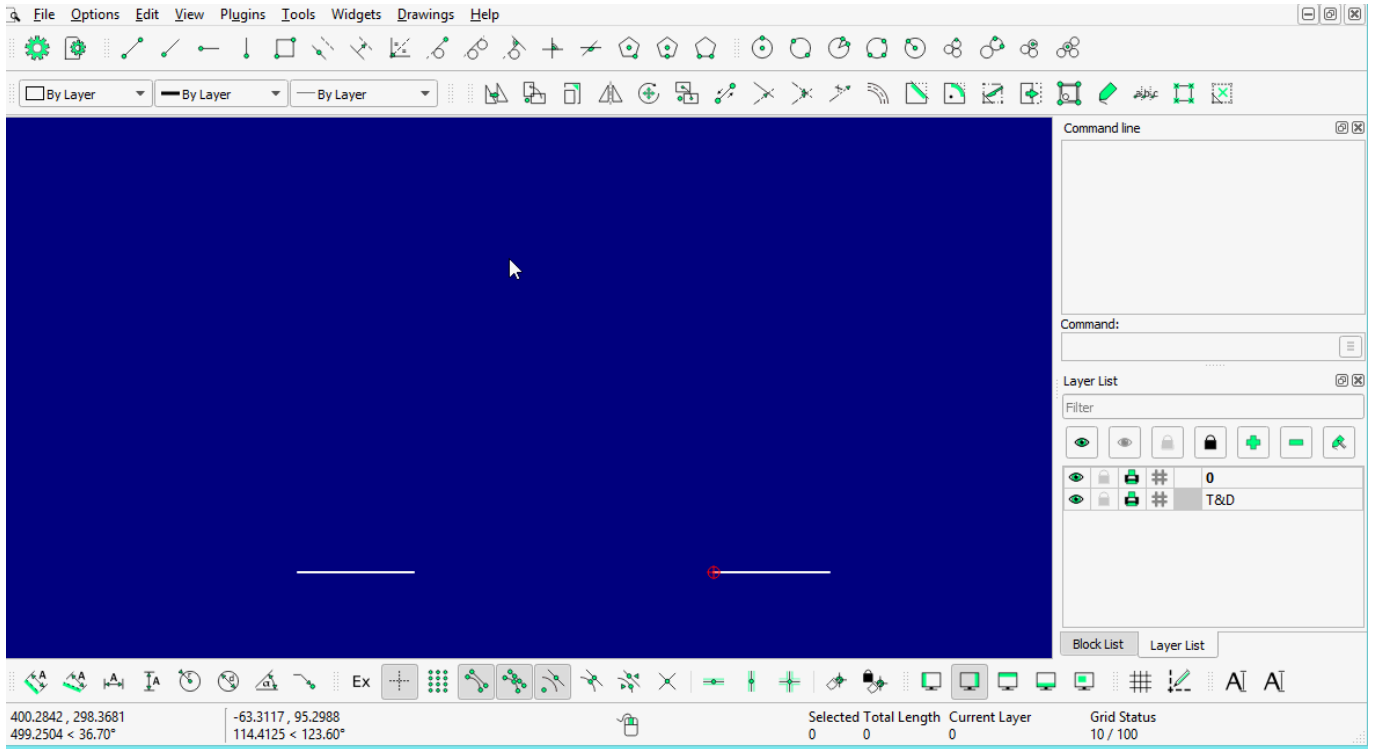 File Options Edit View Plugins Tools Widgets Drawings Help
By Layer By Layer By Layer
Command line
Command:
Layer List
Filter
0
T&D
Block List Layer List
Ex
400.2842 , 298.3681 -63.3117 , 95.2988 Selected Total Length Current Layer Grid Status
499.2504 < 36.70° 114.4125 < 123.60° 0 0 0 10 / 100